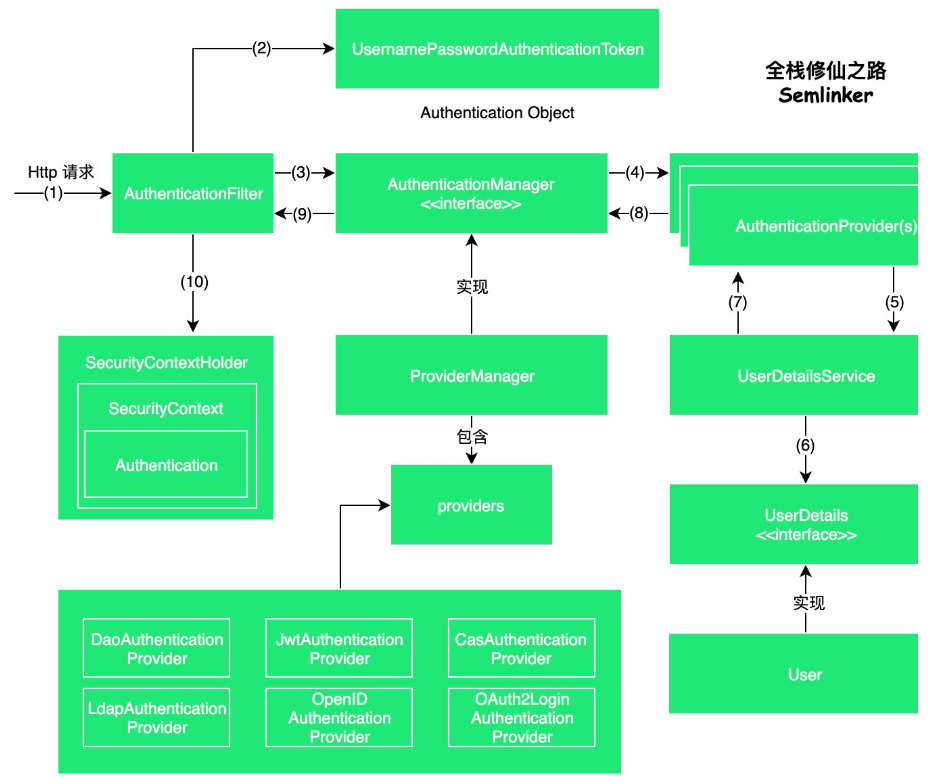 (2)
UsernamePasswordAuthenticationToken
全栈修仙之路
Semlinker
Authentication Object
Http 请求
(1)
AuthenticationFilter
(3)
(9)
AuthenticationManager
<<interface>>
(4)
(8)
AuthenticationProvider(s)
(10)
实现
(7)
(5)
SecurityContextHolder
SecurityContext
Authentication
ProviderManager
UserDetailsService
包含
(6)
providers
UserDetails
<<interface>>
实现
DaoAuthentication
Provider
JwtAuthentication
Provider
CasAuthentication
Provider
LdapAuthentication
Provider
OpenID
Authentication
Provider
OAuth2Login
Authentication
Provider
User